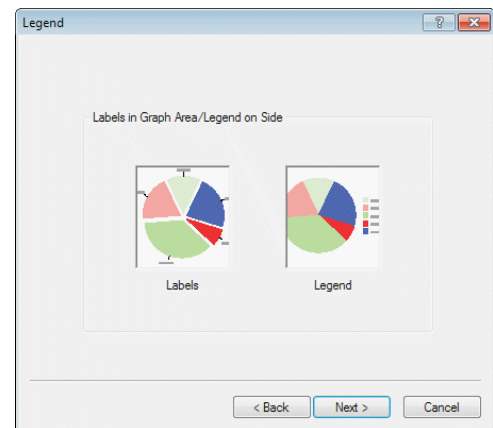 Legend
?
Labels in Graph Area/Legend on Side
Labels
Legend
< Back
Next >
Cancel